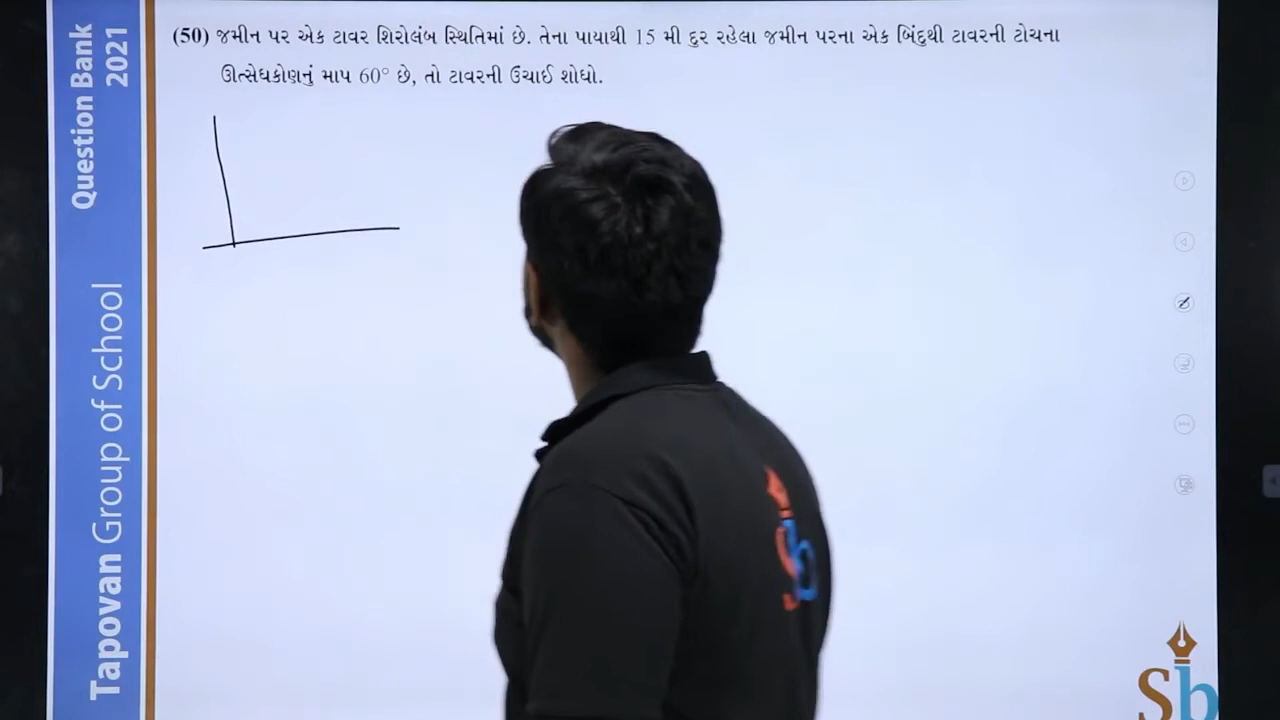 Question Bank
2021
Tapovan Group of School
(50) જમીન પર એક ટાવર શિરોલંબ સ્થિતિમાં છે. તેના પાયાથી 15 મી દુર રહેલા જમીન પરના એક બિંદુથી ટાવરની ટોચના
ઊત્સેધકોણનું માપ 60° છે, તો ટાવરની ઉંચાઈ શોધો.
sb
Sb